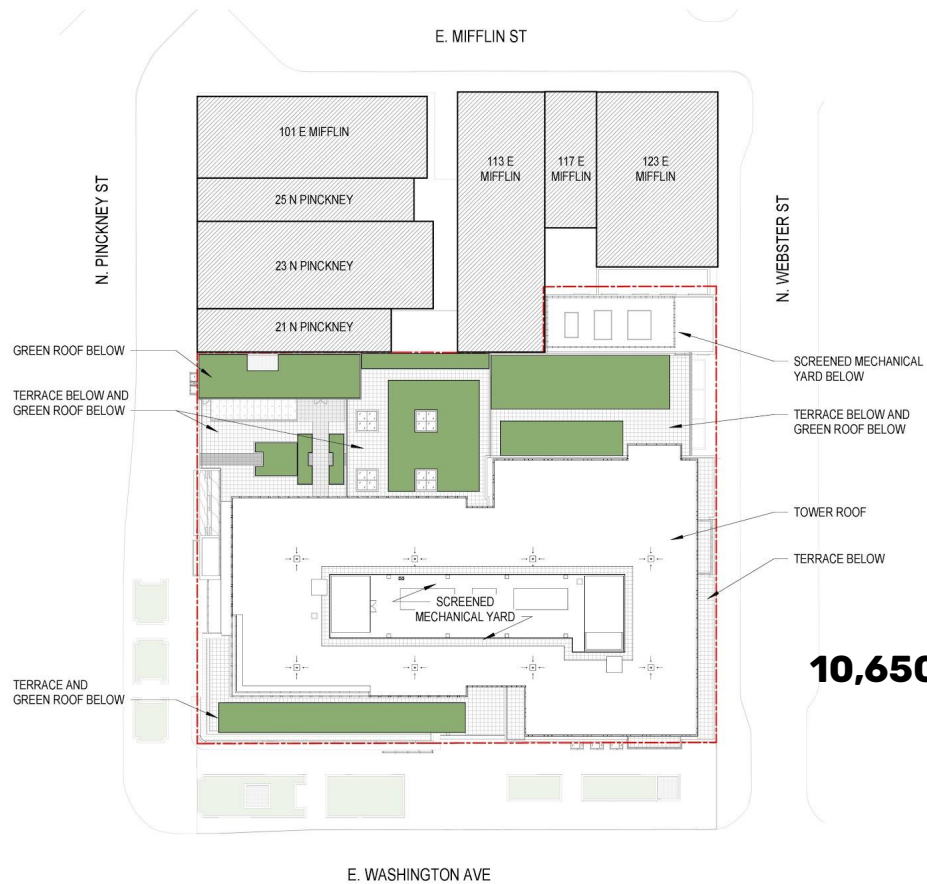 E. MIFFLIN ST
101 E MIFFLIN
113 E
MIFFLIN
117 E
MIFFLIN
123 E
MIFFLIN
25 N PINCKNEY
N. PINCKNEY ST
N. WEBSTER ST
23 N PINCKNEY
21 N PINCKNEY
GREEN ROOF BELOW
SCREENED MECHANICAL
YARD BELOW
TERRACE BELOW AND
GREEN ROOF BELOW
TERRACE BELOW AND
GREEN ROOF BELOW
TOWER ROOF
TERRACE BELOW
SCREENED
MECHANICAL YARD
10,650
TERRACE AND
GREEN ROOF BELOW
E. WASHINGTON AVE